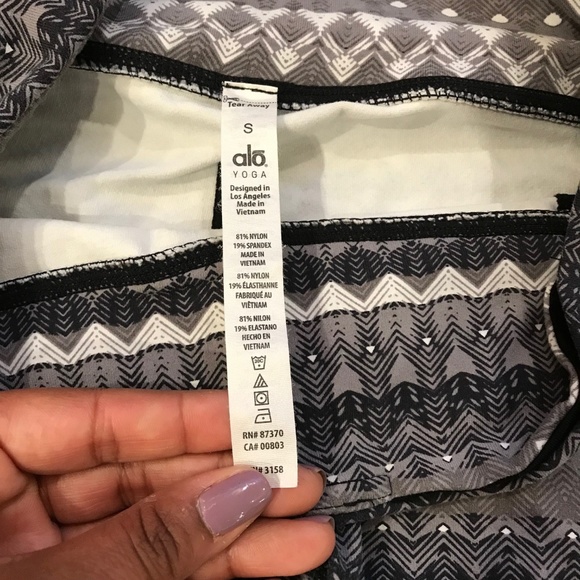 Tear Away
S
alo
YOGA
Designed in
Los Angeles
Made in
Vietnam
81% NYLON
19% SPANDEX
MADE IN
VIETNAM
81% NYLON
19% ÉLASTHANNE
FABRIQUÉ AU
VIÊTNAM
81% NILON
19% ELASTANO
HECHO EN
VIETNAM
RN# 87370
CA# 00803
# 3158